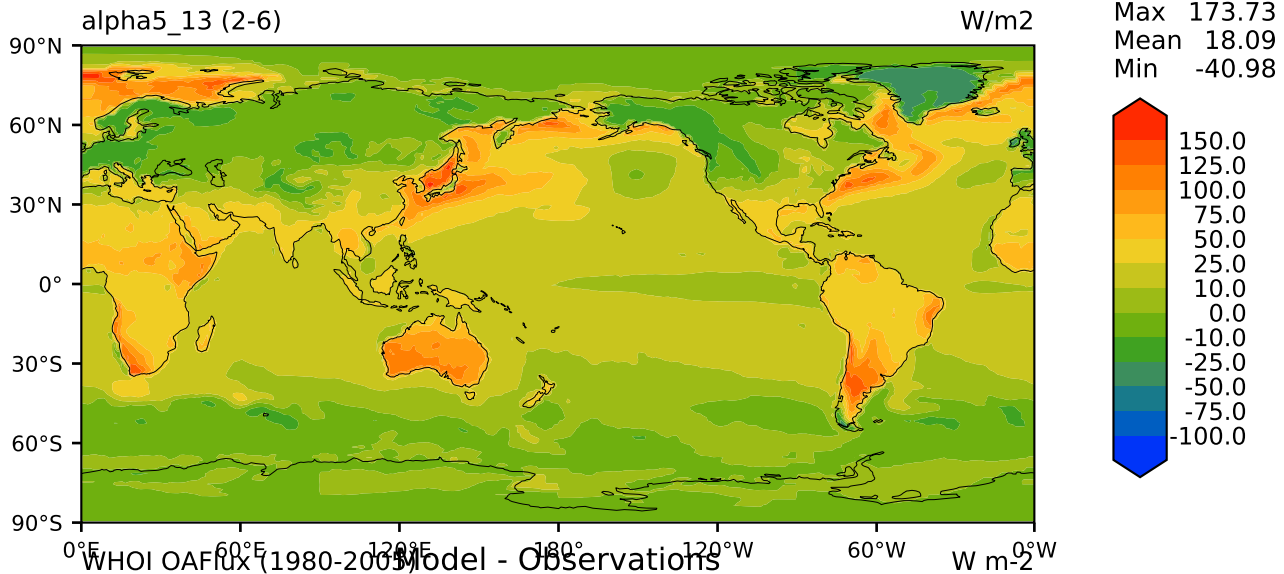 alpha5_13 (2-6) W/m2
Max 173.73
Mean 18.09
Min -40.98
90°N
60°N
30°N
0°
30°S
60°S
90°S
150.0
125.0
100.0
75.0
50.0
25.0
10.0
0.0
-10.0
-25.0
-50.0
-75.0
-100.0
0°E 60°E 120°E 180° 120°W 60°W 0°W
WHOI OAFlux (1980-2005) Model - Observations W m-2